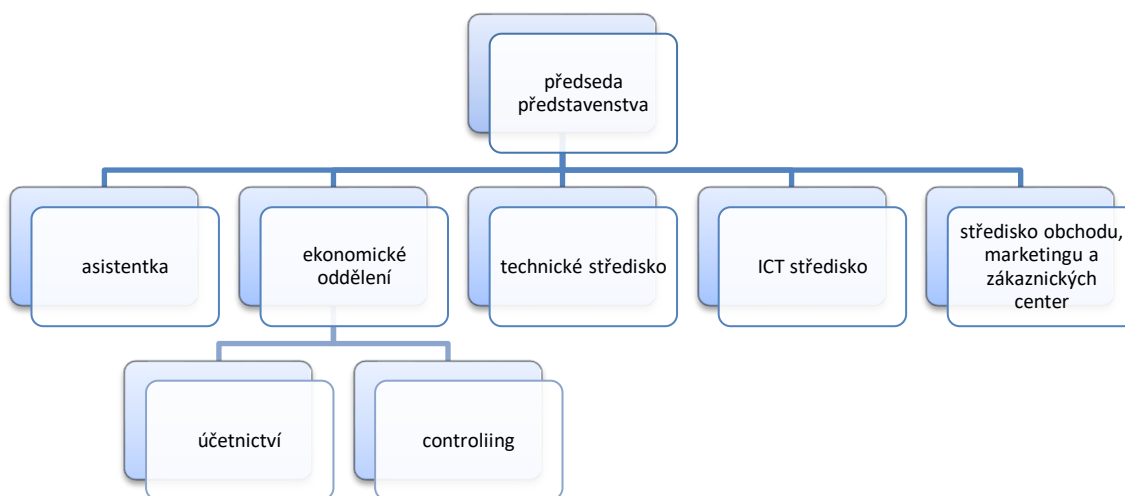 předseda
představenstva
asistentka
ekonomické
oddělení
technické středisko
ICT středisko
středisko obchodu,
marketingu a
zákaznických
center
účetnictví
controliing